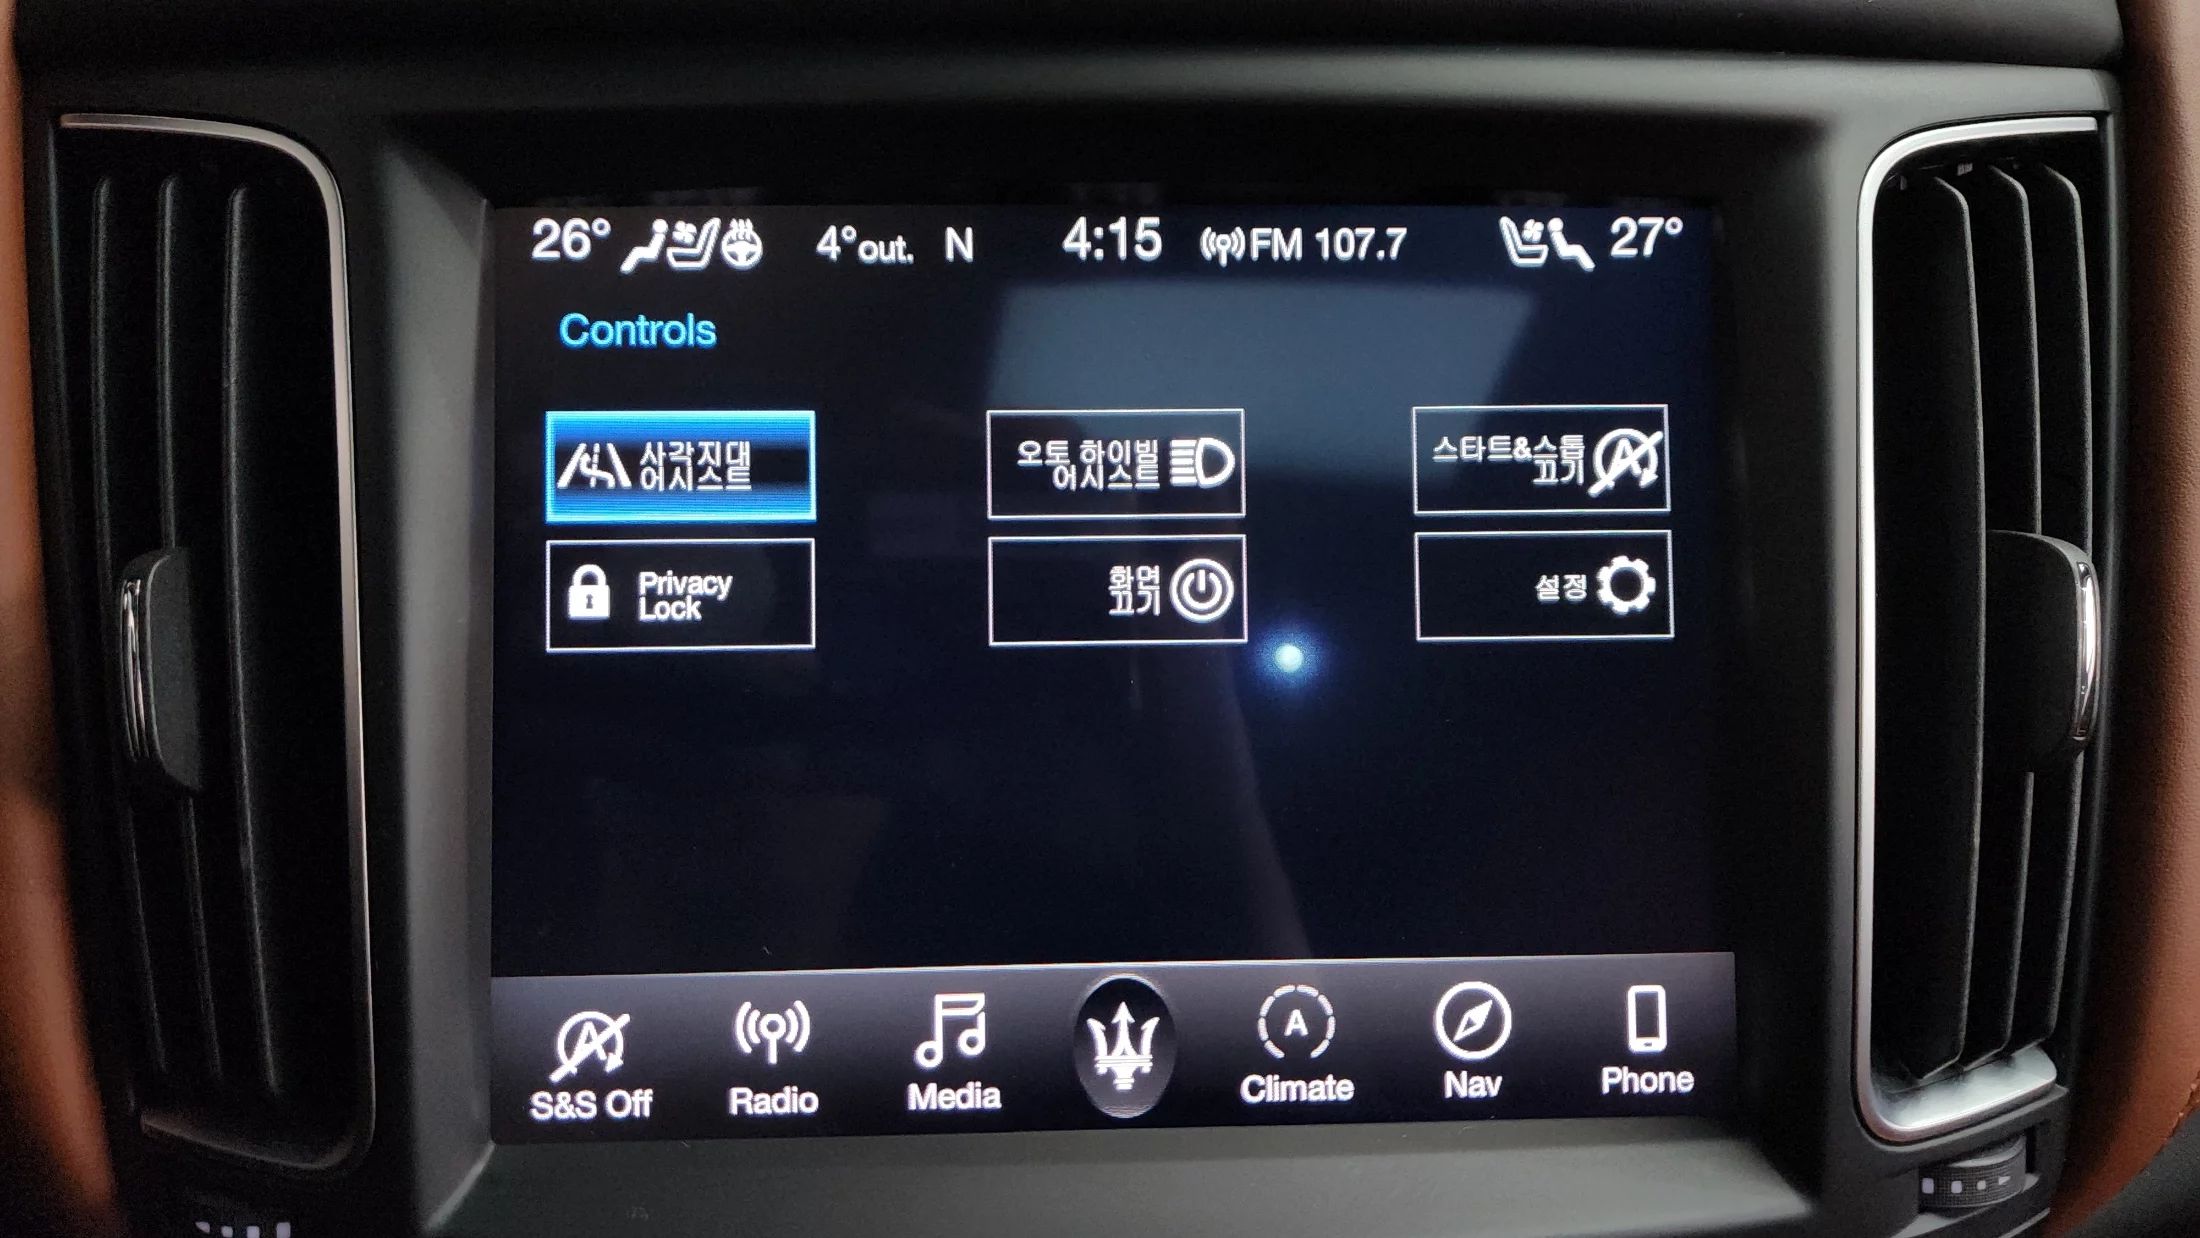 26° 4°out. N 4:15 FM 107.7 27°
Controls
사각지대
어시스트
오토 하이빔
어시스트
스타트&스톱
끄기
Privacy
Lock
화면
끄기
설정
S&S Off Radio Media A Climate Nav Phone